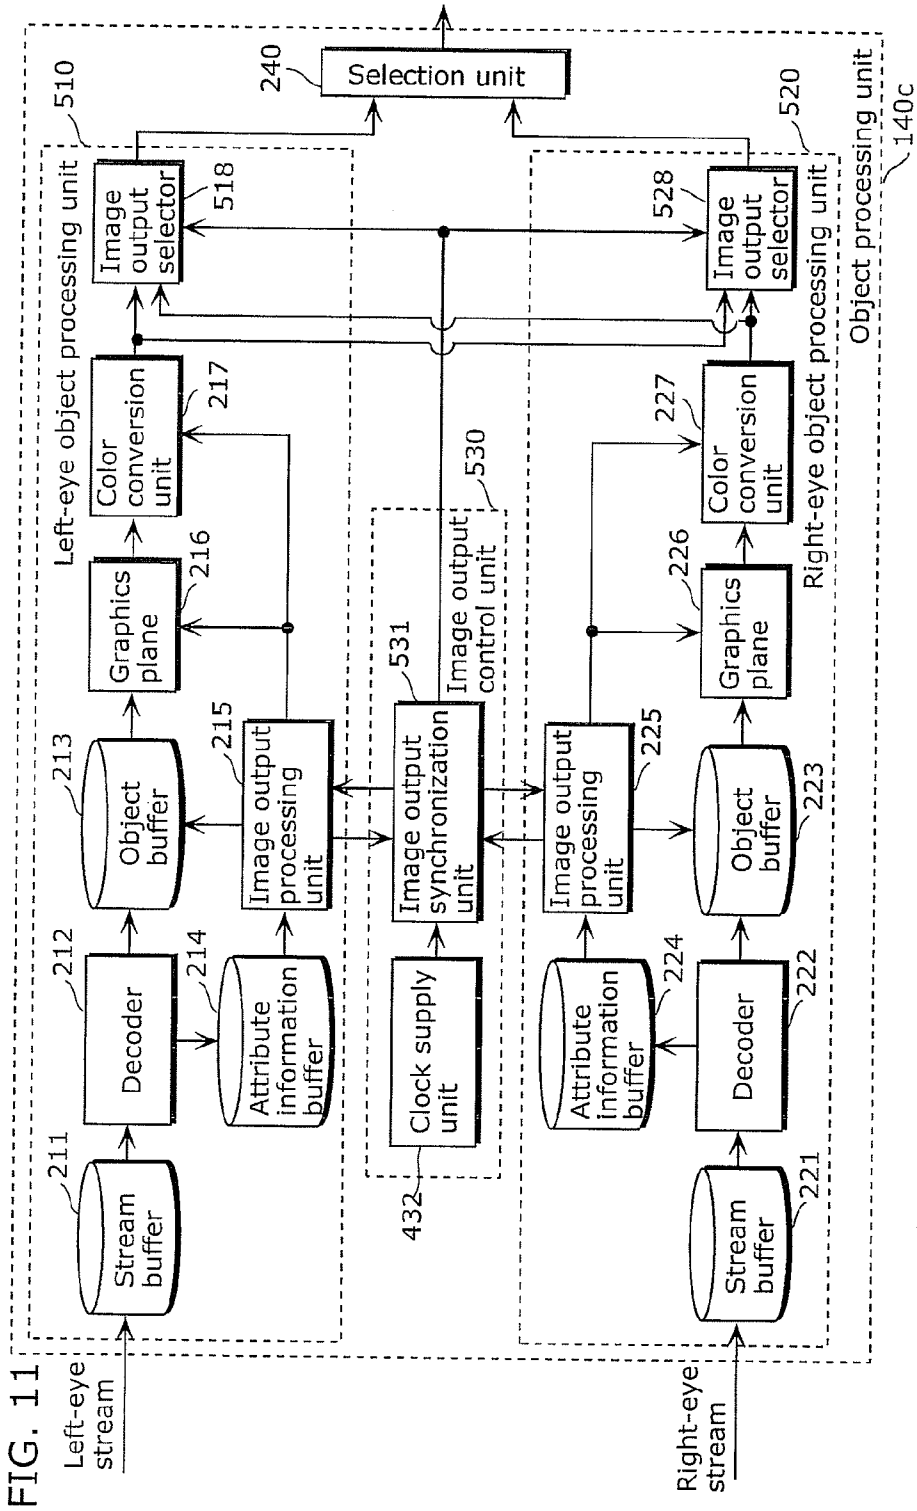 FIG. 11
Left-eye
stream
Stream
buffer
211
Decoder
212
Object
buffer
213
Attribute
information
buffer
214
Image output
processing
unit
215
Graphics
plane
216
Color
conversion
unit
217
Image
output
selector
518
Left-eye object processing unit
510
Clock supply
unit
432
Image output
synchronization
unit
531
Image output
control unit
530
Selection unit
240
Right-eye
stream
Stream
buffer
221
Decoder
222
Object
buffer
223
Attribute
information
buffer
224
Image output
processing
unit
225
Graphics
plane
226
Color
conversion
unit
227
Image
output
selector
528
Right-eye object processing unit
520
Object processing unit
140c